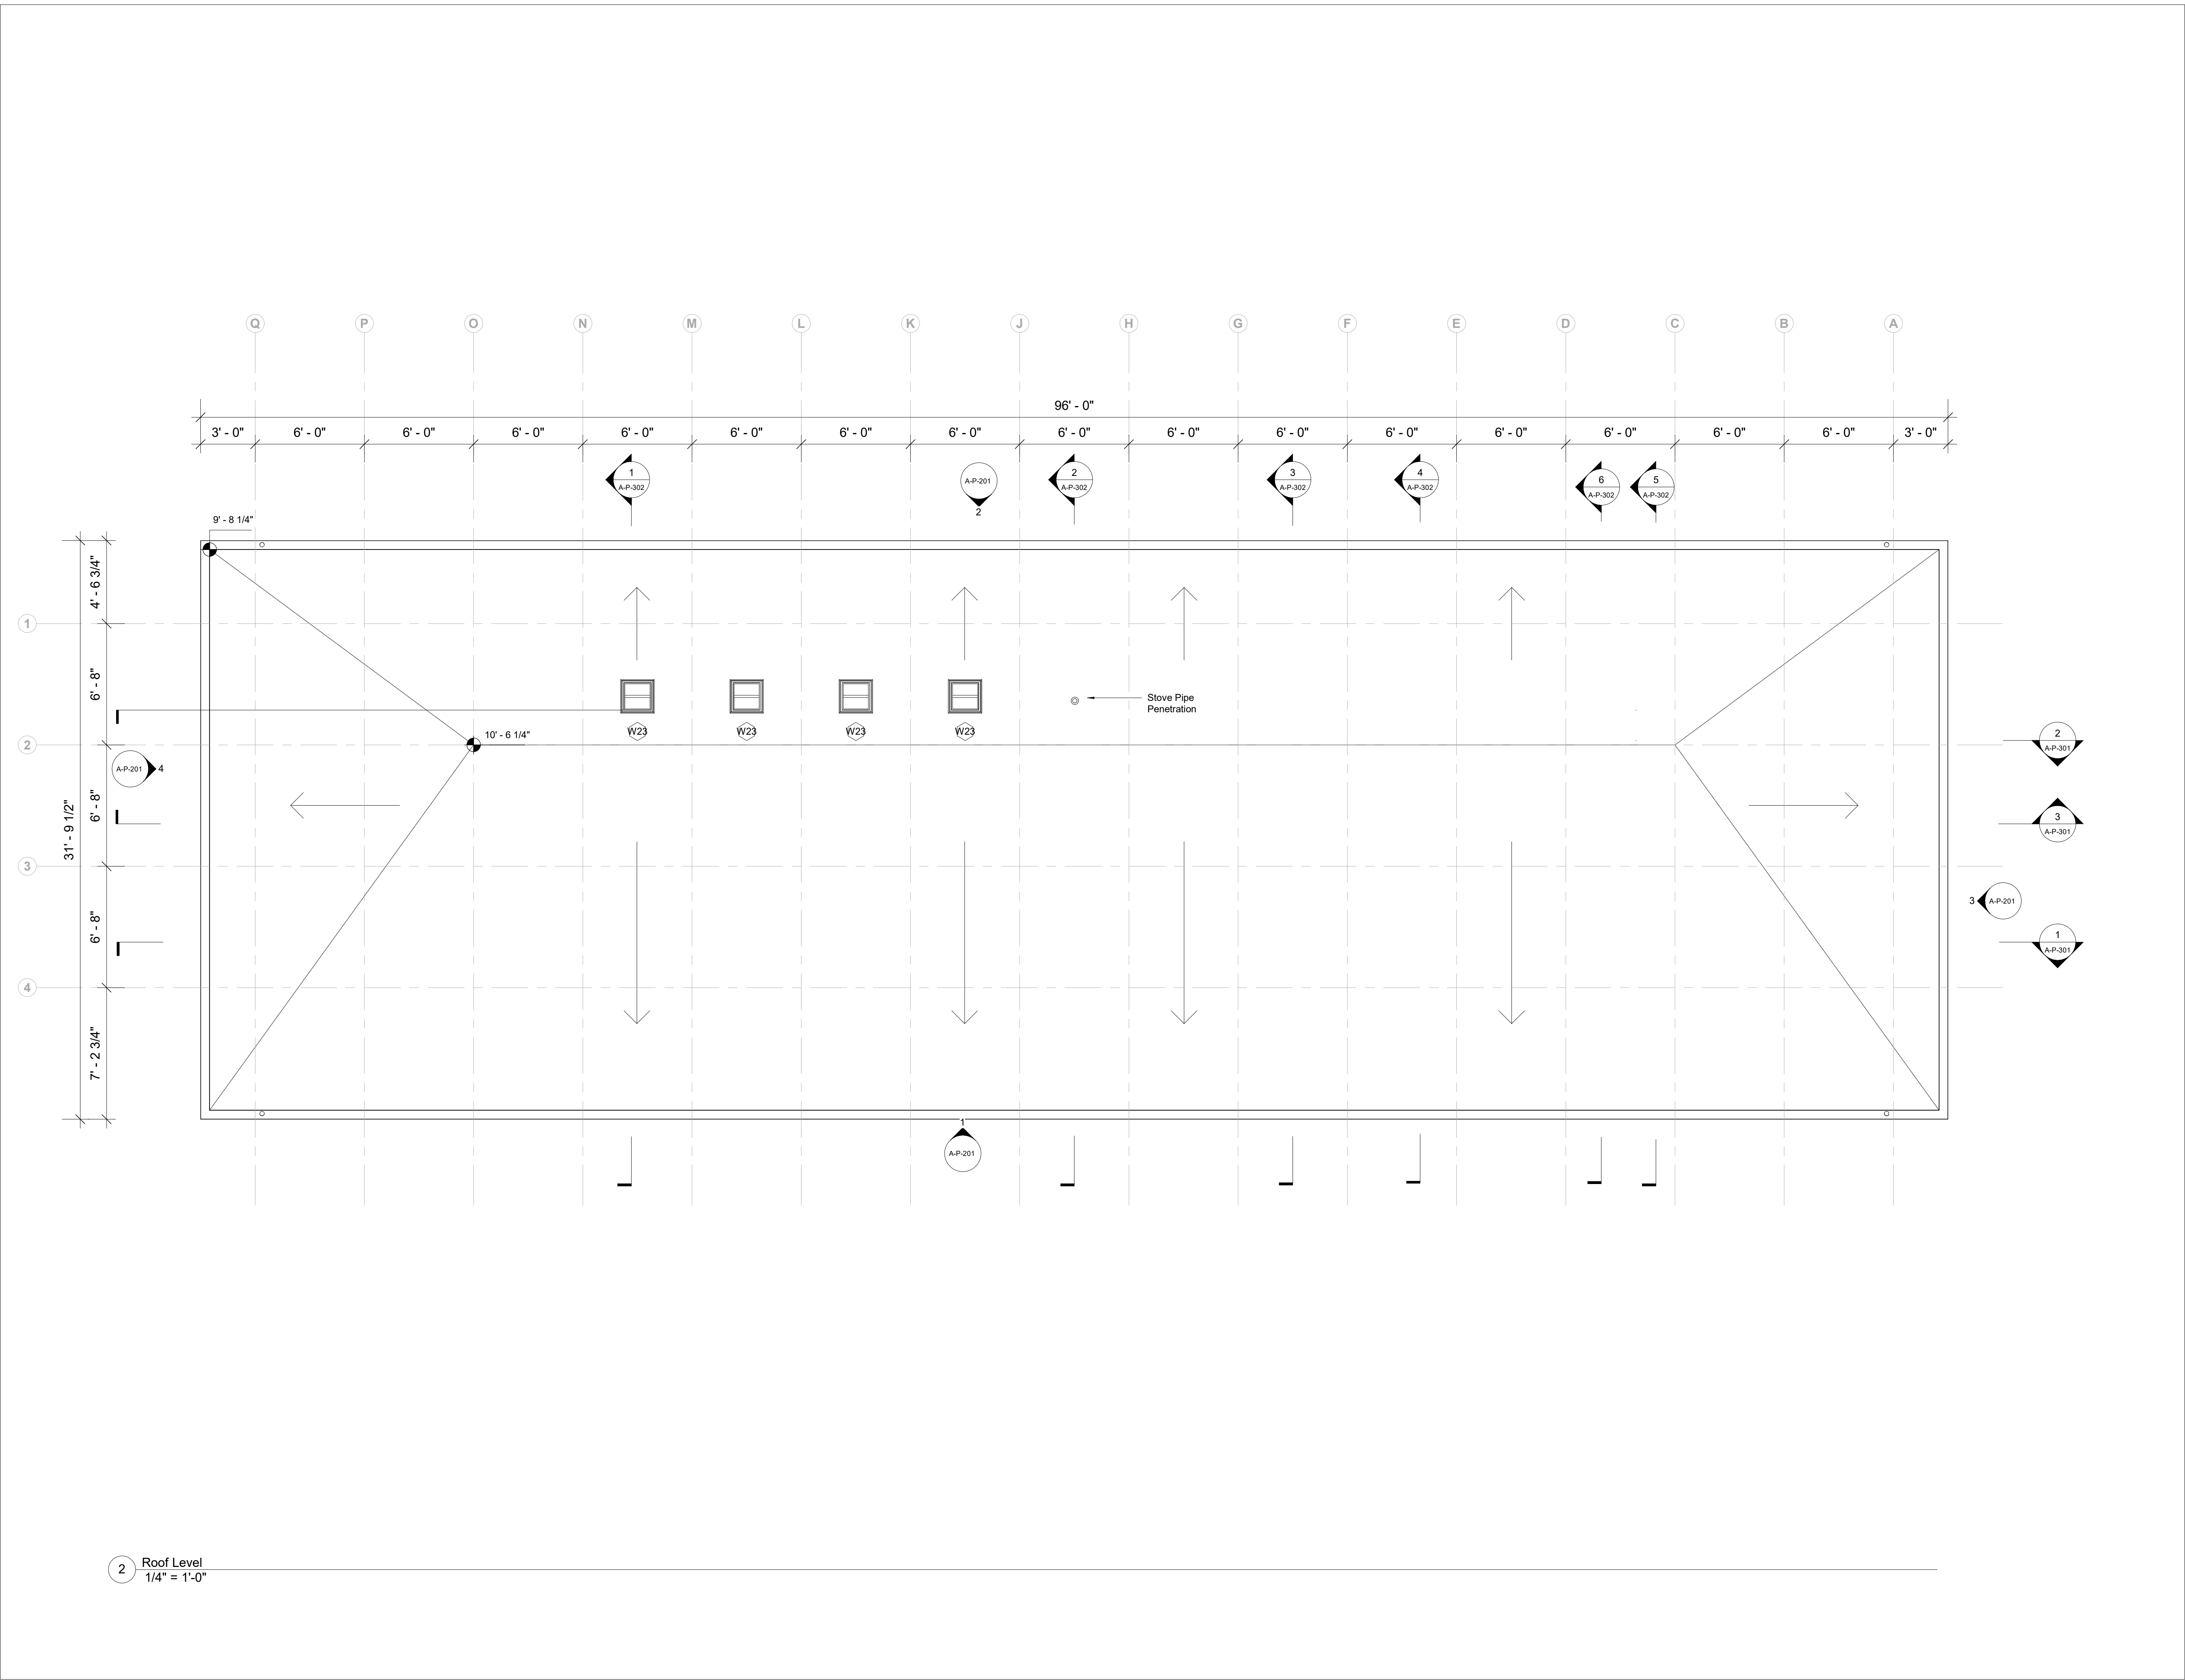 Q P O N M L K J H G F E D C B A
96' - 0"
3' - 0" 6' - 0" 6' - 0" 6' - 0" 6' - 0" 6' - 0" 6' - 0" 6' - 0" 6' - 0" 6' - 0" 6' - 0" 6' - 0" 6' - 0" 6' - 0" 6' - 0" 6' - 0" 3' - 0"
1
A-P-302
A-P-201
2
2
A-P-302
3
A-P-302
4
A-P-302
6
A-P-302
5
A-P-302
9' - 8 1/4"
4' - 6 3/4"
1
6' - 8"
Stove Pipe
Penetration
W23 W23 W23 W23
10' - 6 1/4"
2
2
A-P-301
A-P-201 4
6' - 8"
31' - 9 1/2"
3
A-P-301
3
3 A-P-201
6' - 8"
1
A-P-301
4
7' - 2 3/4"
1
A-P-201
2
Roof Level
1/4" = 1'-0"